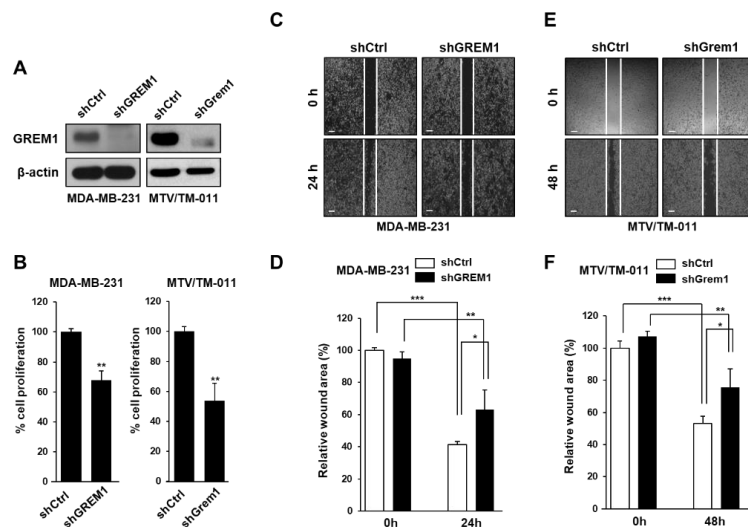 A
shCtrl
shGREM1
shCtrl
shGrem1
GREM1
β-actin
MDA-MB-231
MTV/TM-011
B
MDA-MB-231
MTV/TM-011
% cell proliferation
120
100
80
60
40
20
0
**
shCtrl
shGREM1
% cell proliferation
120
100
80
60
40
20
0
**
shCtrl
shGrem1
C
shCtrl
shGREM1
0 h
24 h
MDA-MB-231
D
MDA-MB-231
shCtrl
shGREM1
Relative wound area (%)
120
100
80
60
40
20
0
***
**
*
0h
24h
E
shCtrl
shGrem1
0 h
48 h
MTV/TM-011
F
MTV/TM-011
shCtrl
shGrem1
Relative wound area (%)
120
100
80
60
40
20
0
***
**
*
0h
48h